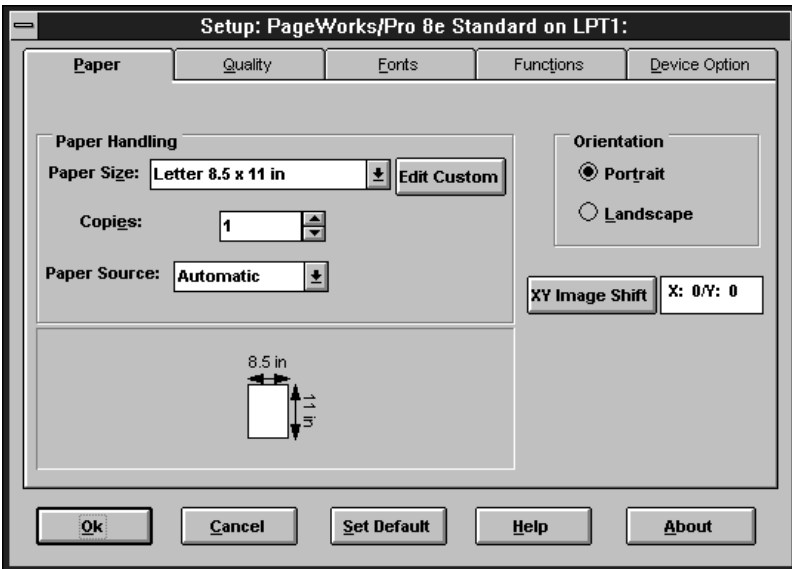 Setup: PageWorks/Pro 8e Standard on LPT1:
Paper Quality Fonts Functions Device Option
Paper Handling
Paper Size: Letter 8.5 x 11 in Edit Custom
Copies: 1
Paper Source: Automatic
Orientation
Portrait
Landscape
XY Image Shift X: 0/Y: 0
8.5 in
11 in
Ok Cancel Set Default Help About